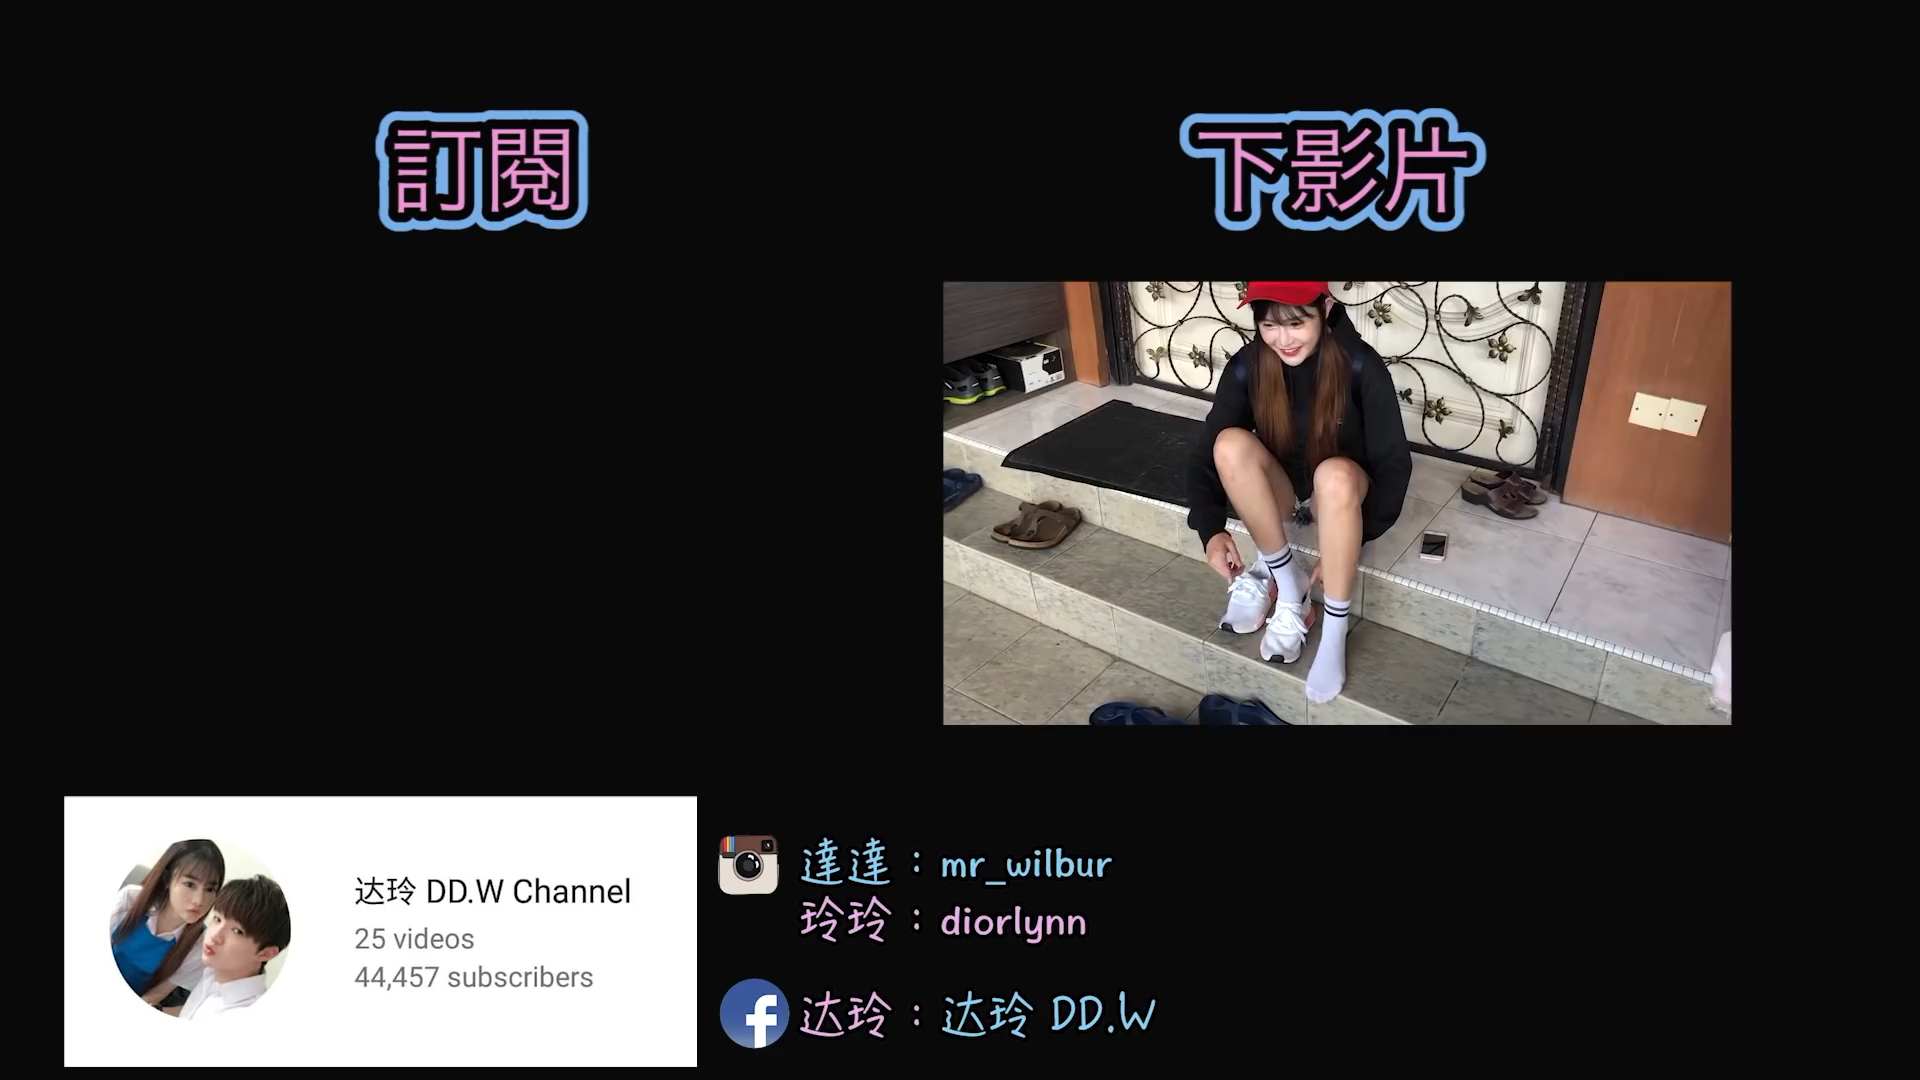 訂閱
下影片
达玲 DD.W Channel
25 videos
44,457 subscribers
達達：mr_wilbur
玲玲：diorlynn
达玲：达玲 DD.W